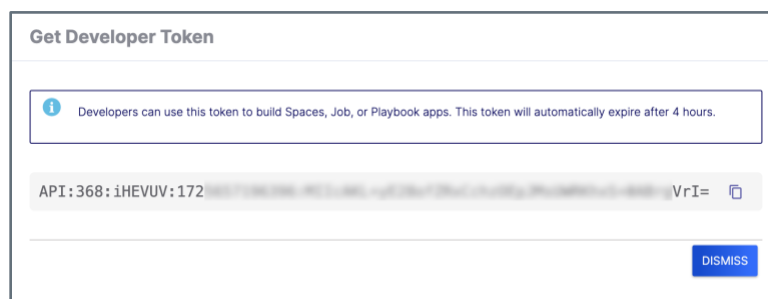 Get Developer Token
Developers can use this token to build Spaces, Job, or Playbook apps. This token will automatically expire after 4 hours.
API:368:iHEVUV:172 VrI=
DISMISS